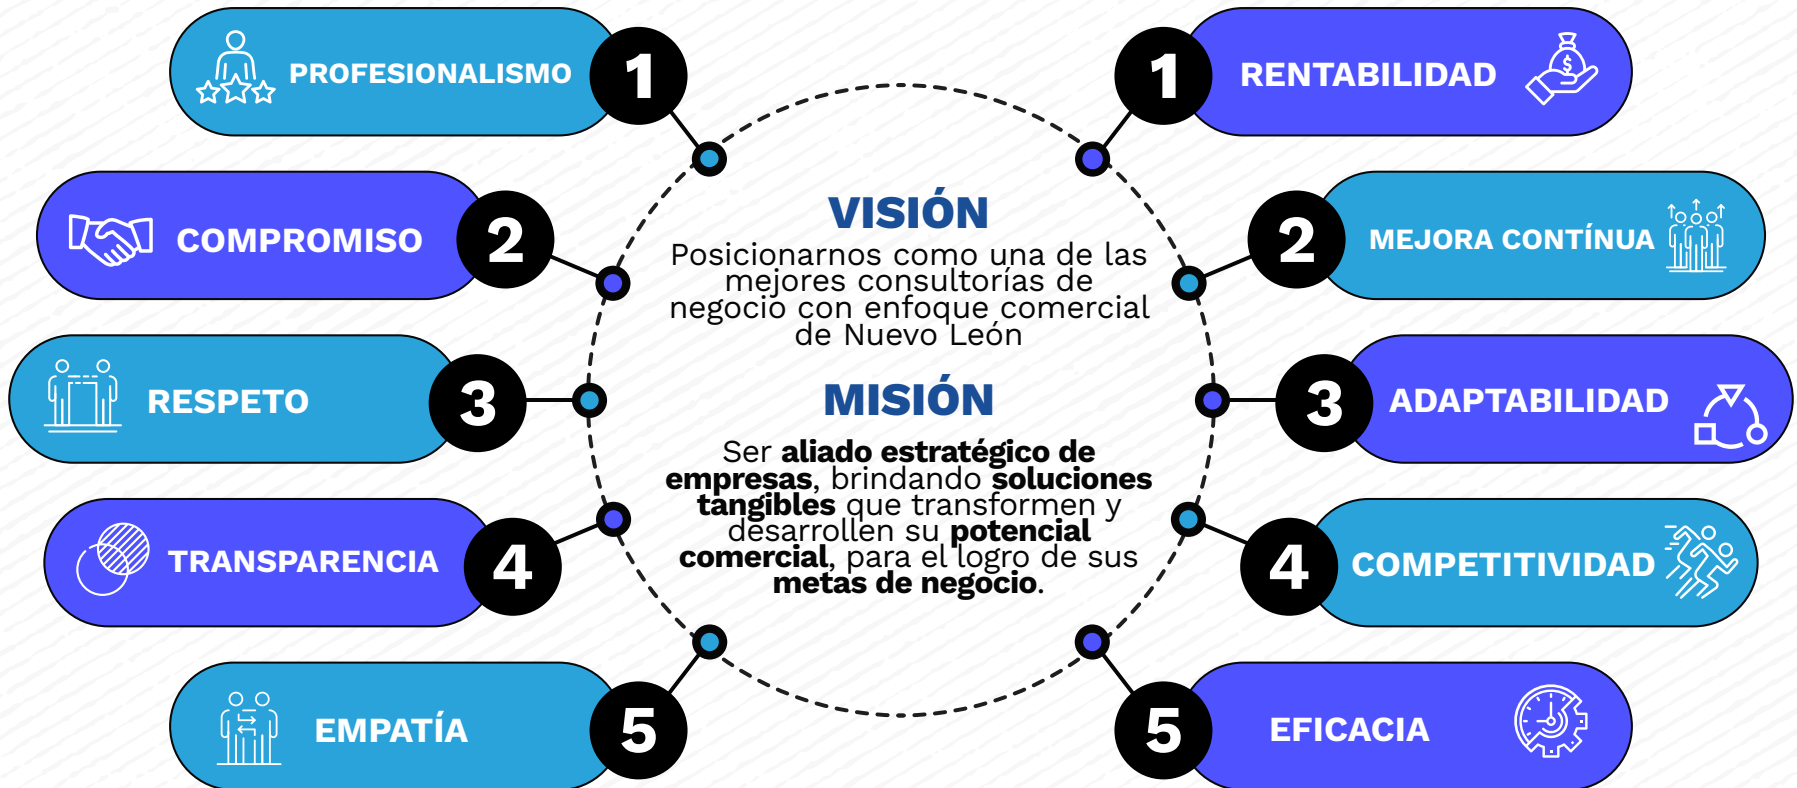 PROFESIONALISMO 1
COMPROMISO 2
RESPETO 3
TRANSPARENCIA 4
EMPATÍA 5
VISIÓN
Posicionarnos como una de las
mejores consultorías de
negocio con enfoque comercial
de Nuevo León
MISIÓN
Ser aliado estratégico de
empresas, brindando soluciones
tangibles que transformen y
desarrollen su potencial
comercial, para el logro de sus
metas de negocio.
1 RENTABILIDAD
$
2 MEJORA CONTÍNUA
3 ADAPTABILIDAD
4 COMPETITIVIDAD
5 EFICACIA